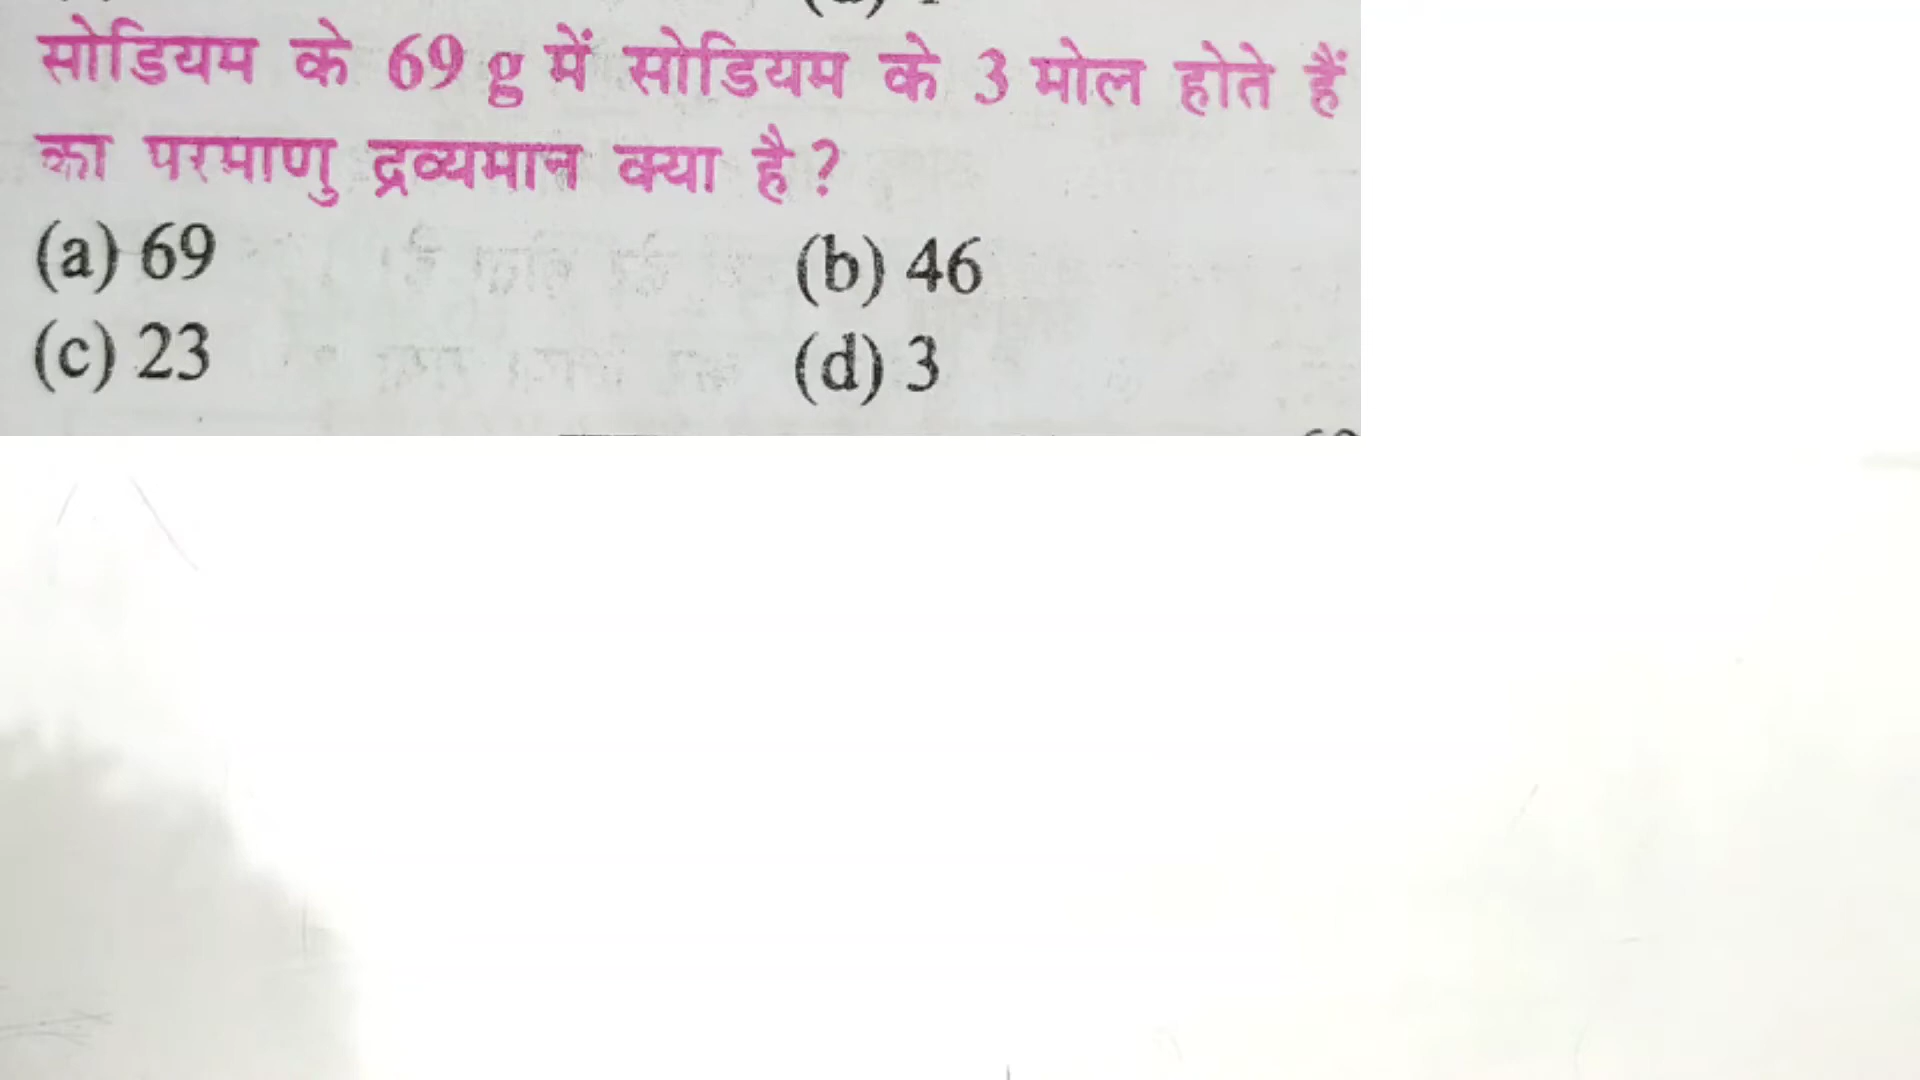 सोडियम के 69 g में सोडियम के 3 मोल होते हैं
का परमाणु द्रव्यमान क्या है?
(a) 69
(b) 46
(c) 23
(d) 3